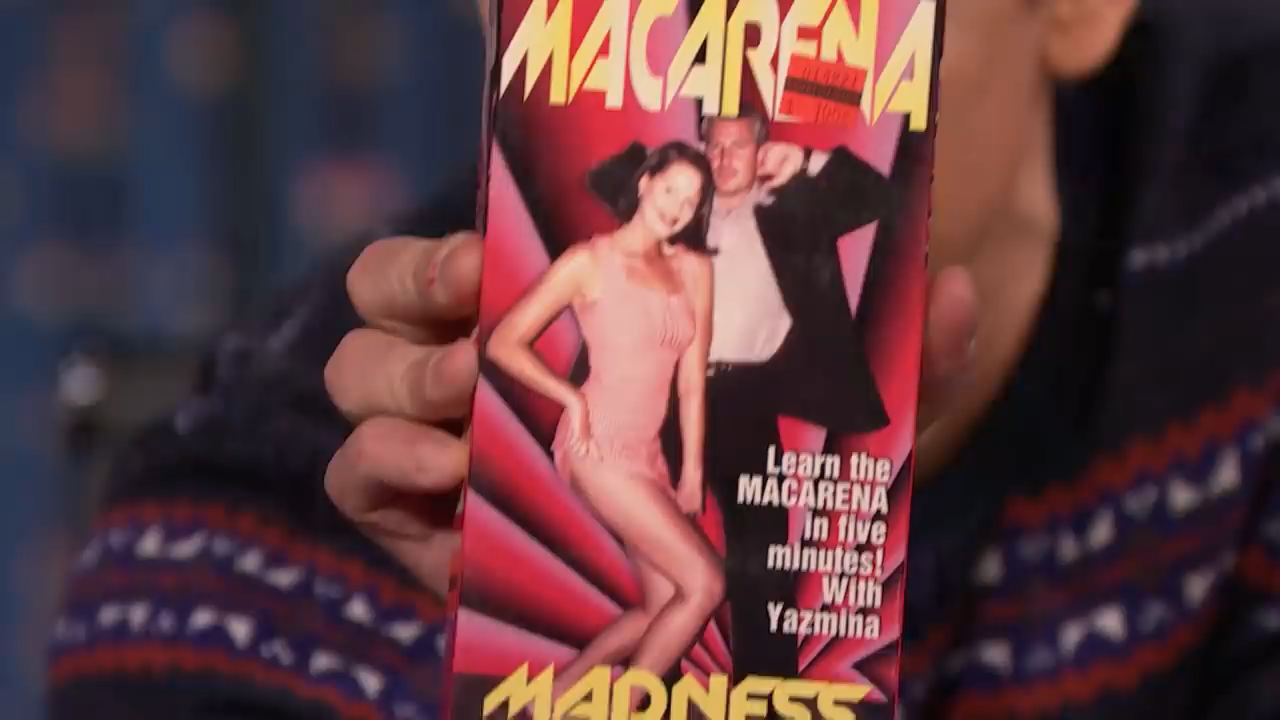 MACARENA
Learn the
MACARENA
in five
minutes!
With
Yazmina
MADNESS